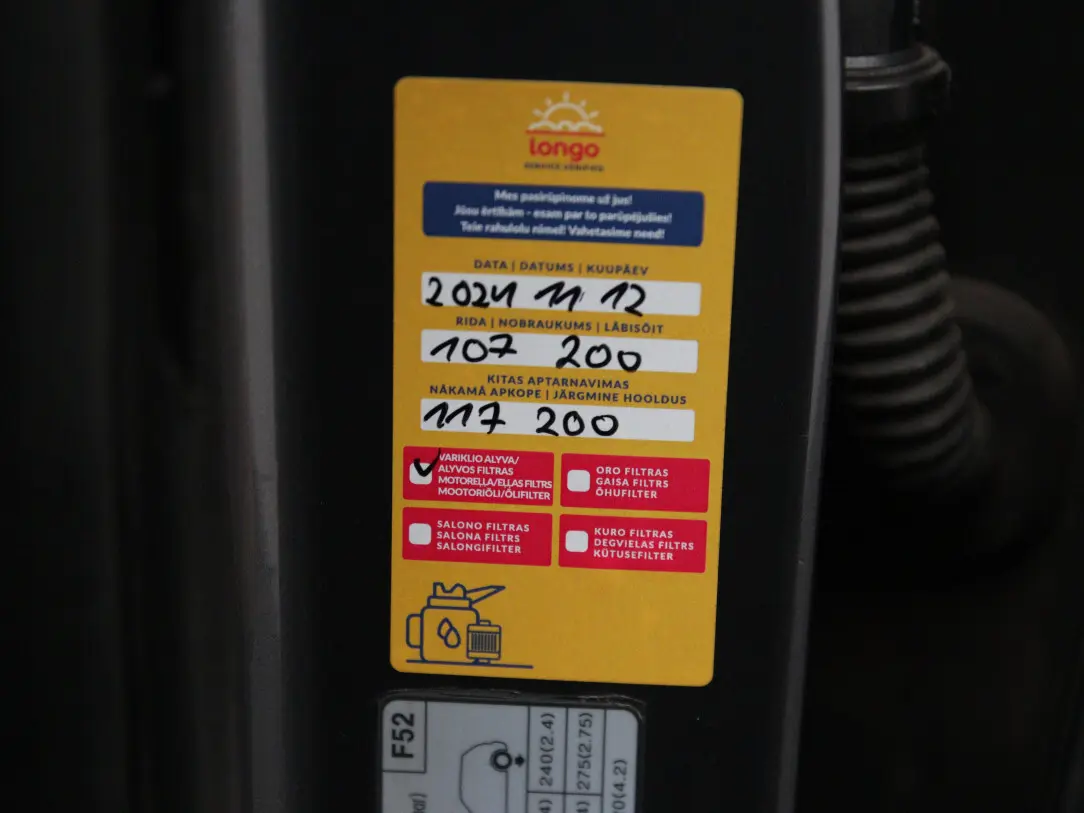 longo
Mes pasirūpinome už jus!
Jūsu ērtībām - esam par to parūpējušies!
Teie rahulolu nimel! Vahetasime need!
DATA | DATUMS | KUUPÄEV
2024 11 12
RIDA | NOBRAUKUMS | LÄBISÕIT
107 200
KITAS APTARNAVIMAS
NĀKAMĀ APKOPE | JÄRGMINE HOOLDUS
117 200
VARIKLIO ALYVA/
ALYVOS FILTRAS
MOTOREĻĻA/EĻĻAS FILTRS
MOOTORIÕLI/ÕLIFILTER
ORO FILTRAS
GAISA FILTRS
ÕHUFILTER
SALONO FILTRAS
SALONA FILTRS
SALONGIFILTER
KURO FILTRAS
DEGVIELAS FILTRS
KÜTUSEFILTER
F52
240(2.4)
275(2.75)